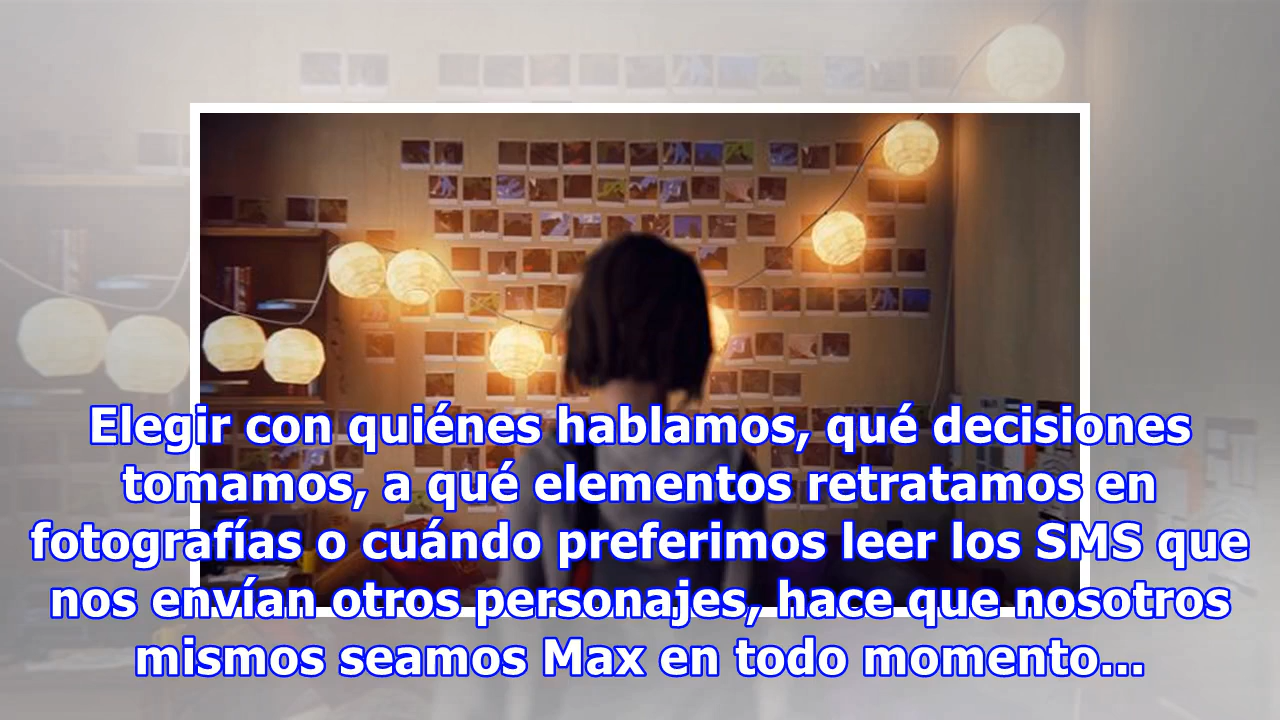 Elegir con quiénes hablamos, qué decisiones
tomamos, a qué elementos retratamos en
fotografías o cuándo preferimos leer los SMS que
nos envían otros personajes, hace que nosotros
mismos seamos Max en todo momento...